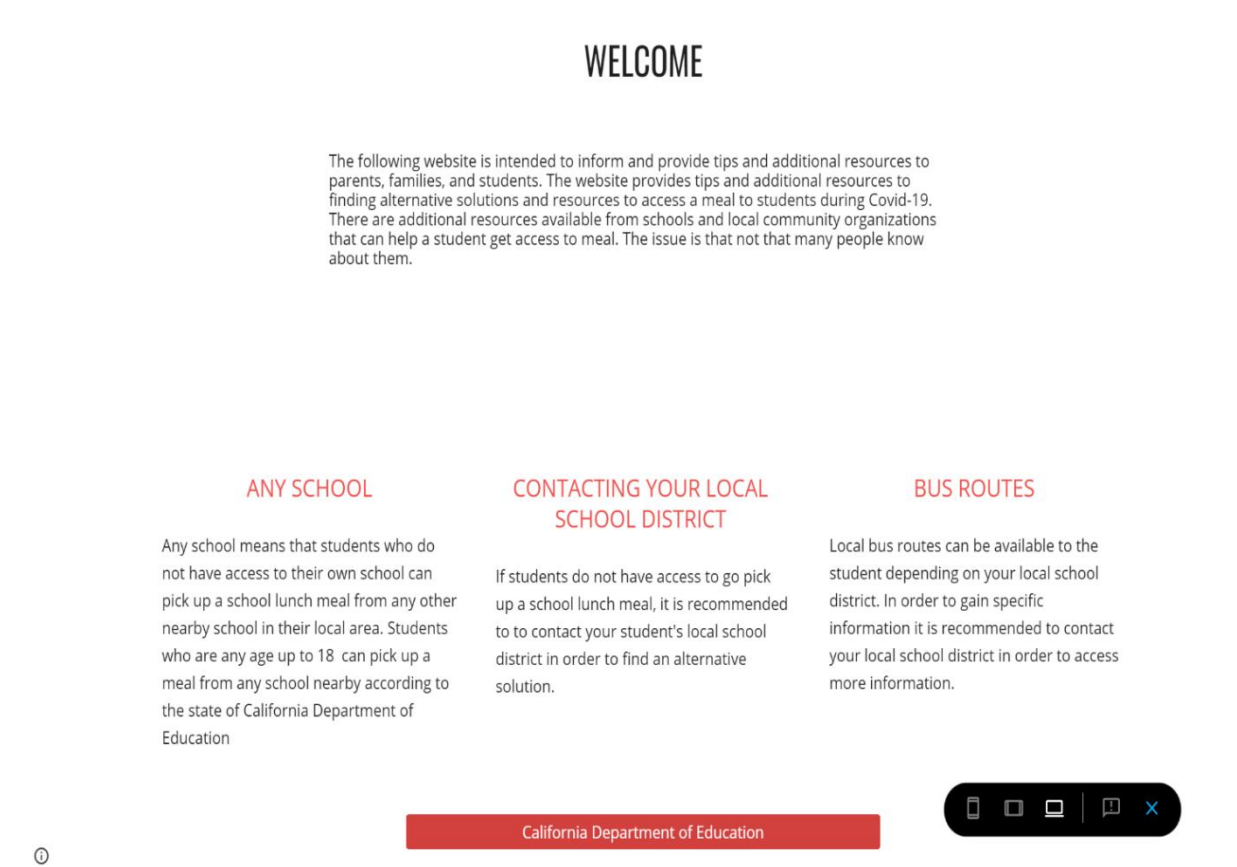 WELCOME
The following website is intended to inform and provide tips and additional resources to
parents, families, and students. The website provides tips and additional resources to
finding alternative solutions and resources to access a meal to students during Covid-19.
There are additional resources available from schools and local community organizations
that can help a student get access to meal. The issue is that not that many people know
about them.
ANY SCHOOL
Any school means that students who do
not have access to their own school can
pick up a school lunch meal from any other
nearby school in their local area. Students
who are any age up to 18 can pick up a
meal from any school nearby according to
the state of California Department of
Education
CONTACTING YOUR LOCAL
SCHOOL DISTRICT
If students do not have access to go pick
up a school lunch meal, it is recommended
to to contact your student's local school
district in order to find an alternative
solution.
BUS ROUTES
Local bus routes can be available to the
student depending on your local school
district. In order to gain specific
information it is recommended to contact
your local school district in order to access
more information.
California Department of Education